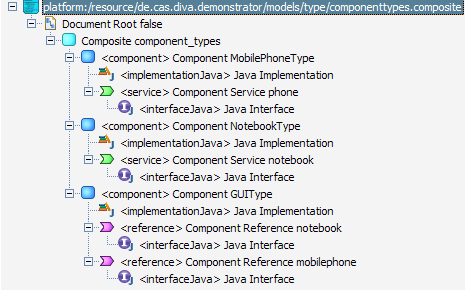 platform:/resource/de.cas.diva.demonstrator/models/type/componenttypes.composite
Document Root false
Composite component_types
<component> Component MobilePhoneType
<implementationJava> Java Implementation
<service> Component Service phone
<interfaceJava> Java Interface
<component> Component NotebookType
<implementationJava> Java Implementation
<service> Component Service notebook
<interfaceJava> Java Interface
<component> Component GUIType
<implementationJava> Java Implementation
<reference> Component Reference notebook
<interfaceJava> Java Interface
<reference> Component Reference mobilephone
<interfaceJava> Java Interface